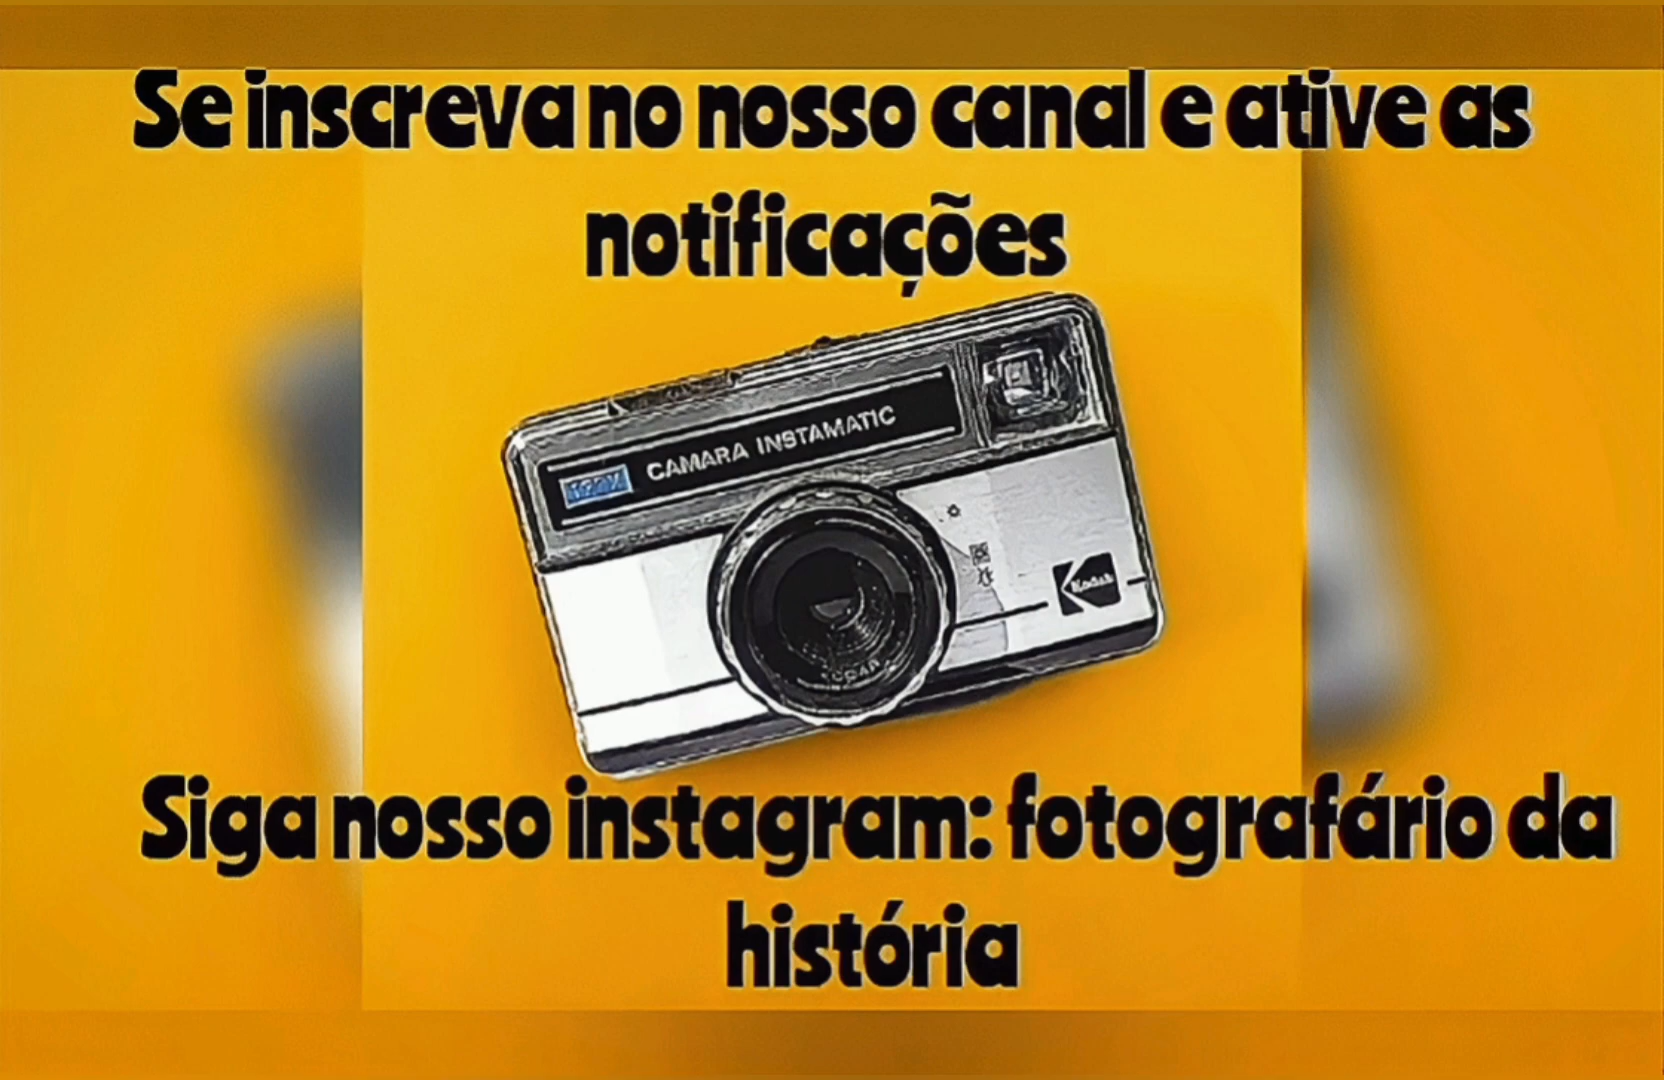 Se inscreva no nosso canal e ative as
notificações
CAMARA INSTAMATIC
Kodak
Siga nosso instagram: fotografário da
história